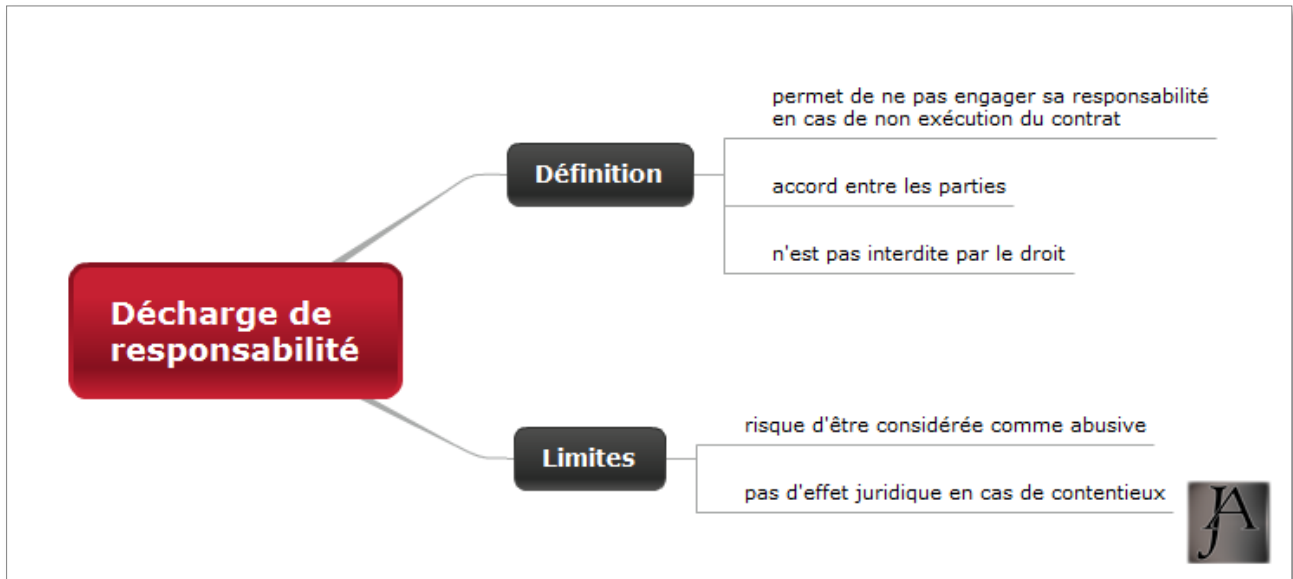 Décharge de
responsabilité
Définition
permet de ne pas engager sa responsabilité
en cas de non exécution du contrat
accord entre les parties
n'est pas interdite par le droit
Limites
risque d'être considérée comme abusive
pas d'effet juridique en cas de contentieux
JA